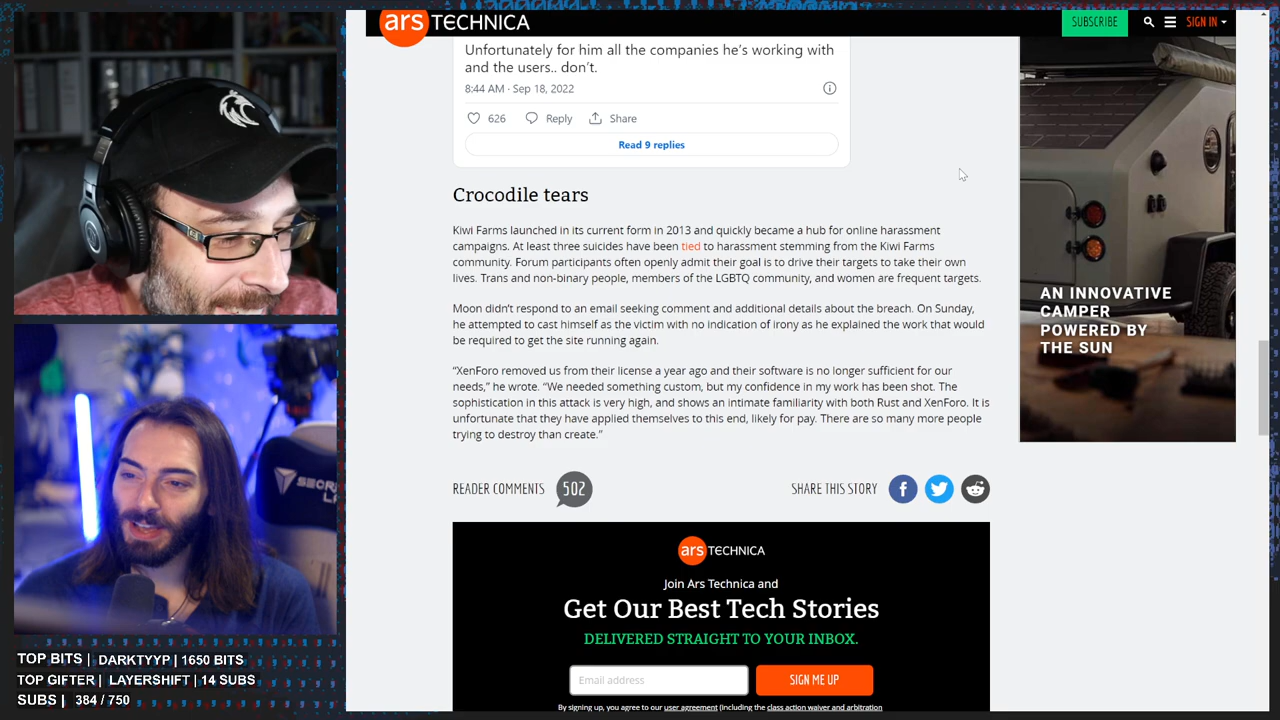 ars TECHNICA
SUBSCRIBE
SIGN IN
Unfortunately for him all the companies he's working with
and the users.. don't.
8:44 AM · Sep 18, 2022
626
Reply
Share
Read 9 replies
Crocodile tears
Kiwi Farms launched in its current form in 2013 and quickly became a hub for online harassment
campaigns. At least three suicides have been tied to harassment stemming from the Kiwi Farms
community. Forum participants often openly admit their goal is to drive their targets to take their own
lives. Trans and non-binary people, members of the LGBTQ community, and women are frequent targets.
Moon didn't respond to an email seeking comment and additional details about the breach. On Sunday,
he attempted to cast himself as the victim with no indication of irony as he explained the work that would
be required to get the site running again.
“XenForo removed us from their license a year ago and their software is no longer sufficient for our
needs,” he wrote. “We needed something custom, but my confidence in my work has been shot. The
sophistication in this attack is very high, and shows an intimate familiarity with both Rust and XenForo. It is
unfortunate that they have applied themselves to this end, likely for pay. There are so many more people
trying to destroy than create.”
READER COMMENTS 502
SHARE THIS STORY
ars TECHNICA
Join Ars Technica and
Get Our Best Tech Stories
DELIVERED STRAIGHT TO YOUR INBOX.
Email address
SIGN ME UP
By signing up, you agree to our user agreement (including the class action waiver and arbitration
AN INNOVATIVE
CAMPER
POWERED BY
THE SUN
TOP BITS | DARKTYYP | 1650 BITS
TOP GIFTER | LAYERSHIFT | 14 SUBS
SUBS | 384 / 750